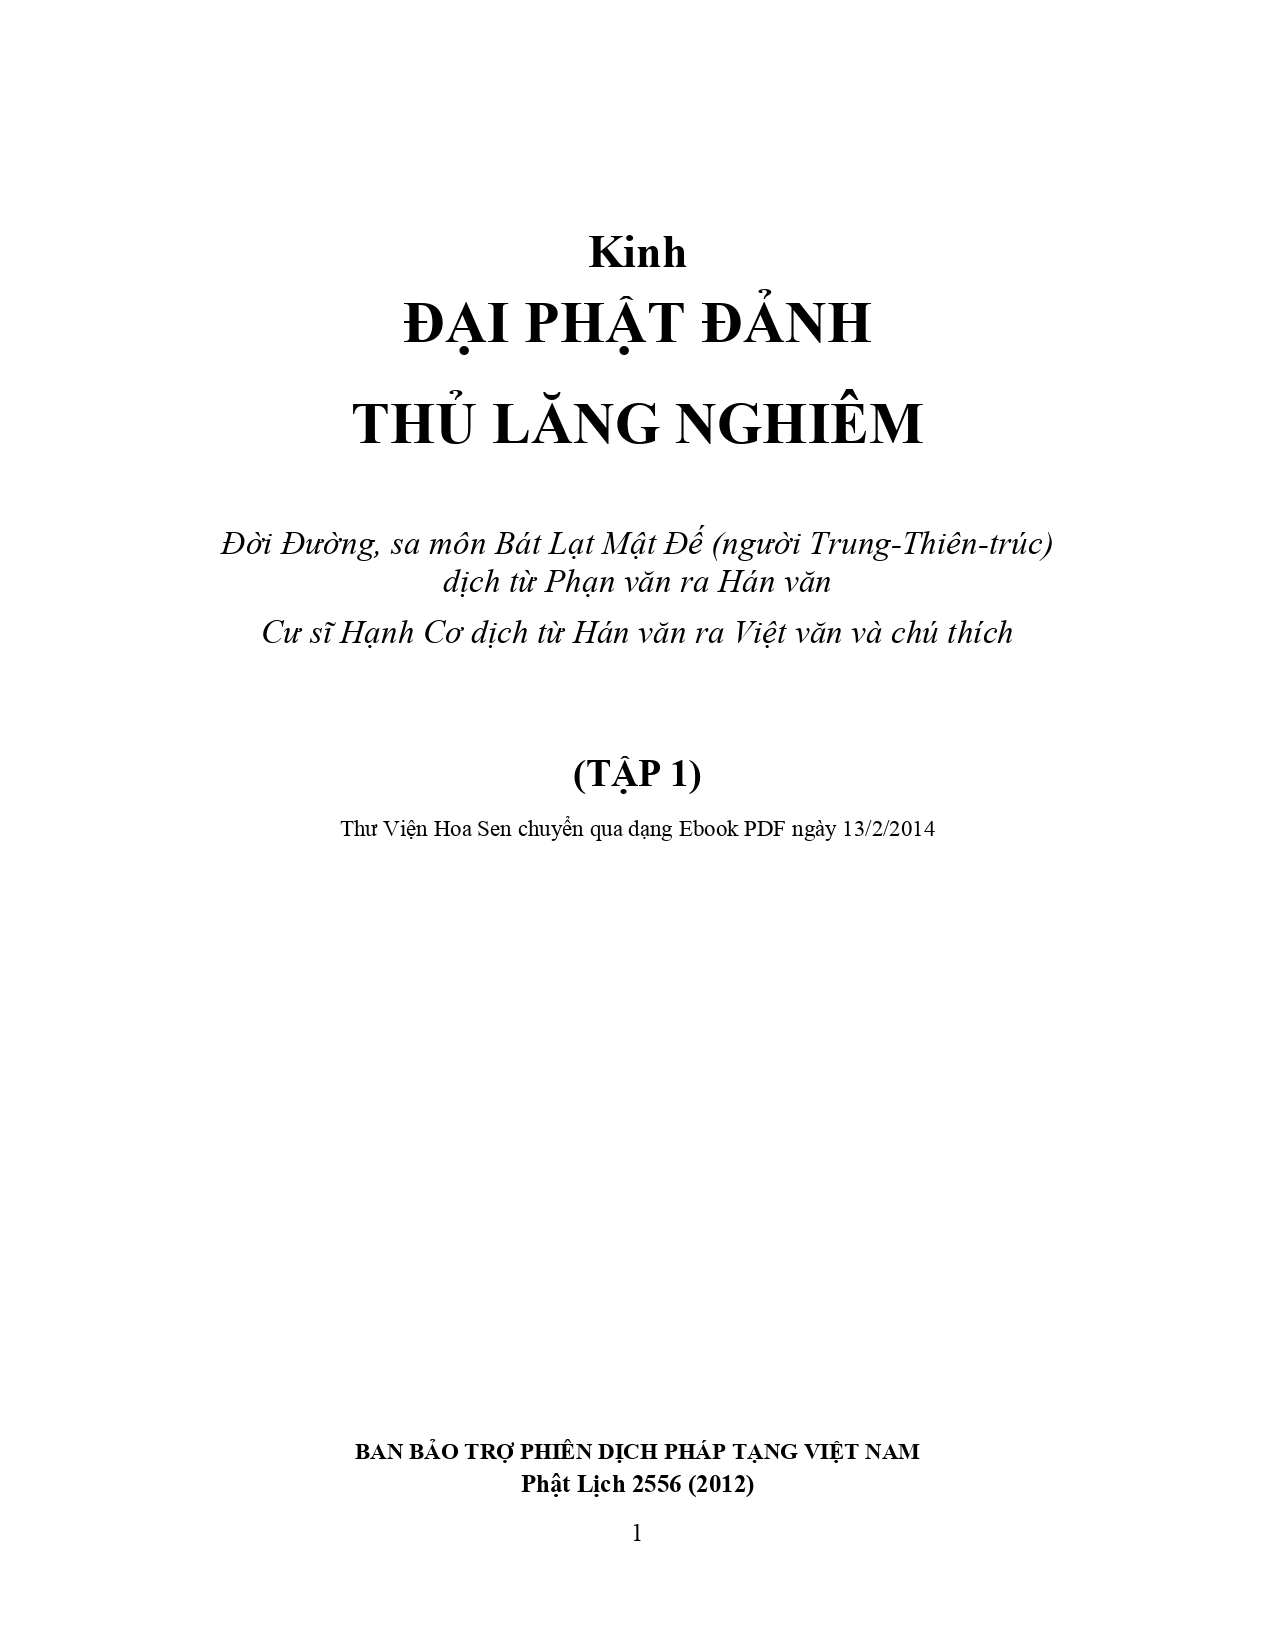 Kinh
ĐẠI PHẬT ĐẢNH
THỦ LĂNG NGHIÊM
Đời Đường, sa môn Bát Lạt Mật Đế (người Trung-Thiên-trúc)
dịch từ Phạn văn ra Hán văn
Cư sĩ Hạnh Cơ dịch từ Hán văn ra Việt văn và chú thích
(TẬP 1)
Thư Viện Hoa Sen chuyển qua dạng Ebook PDF ngày 13/2/2014
BAN BẢO TRỢ PHIÊN DỊCH PHÁP TẠNG VIỆT NAM
Phật Lịch 2556 (2012)
1